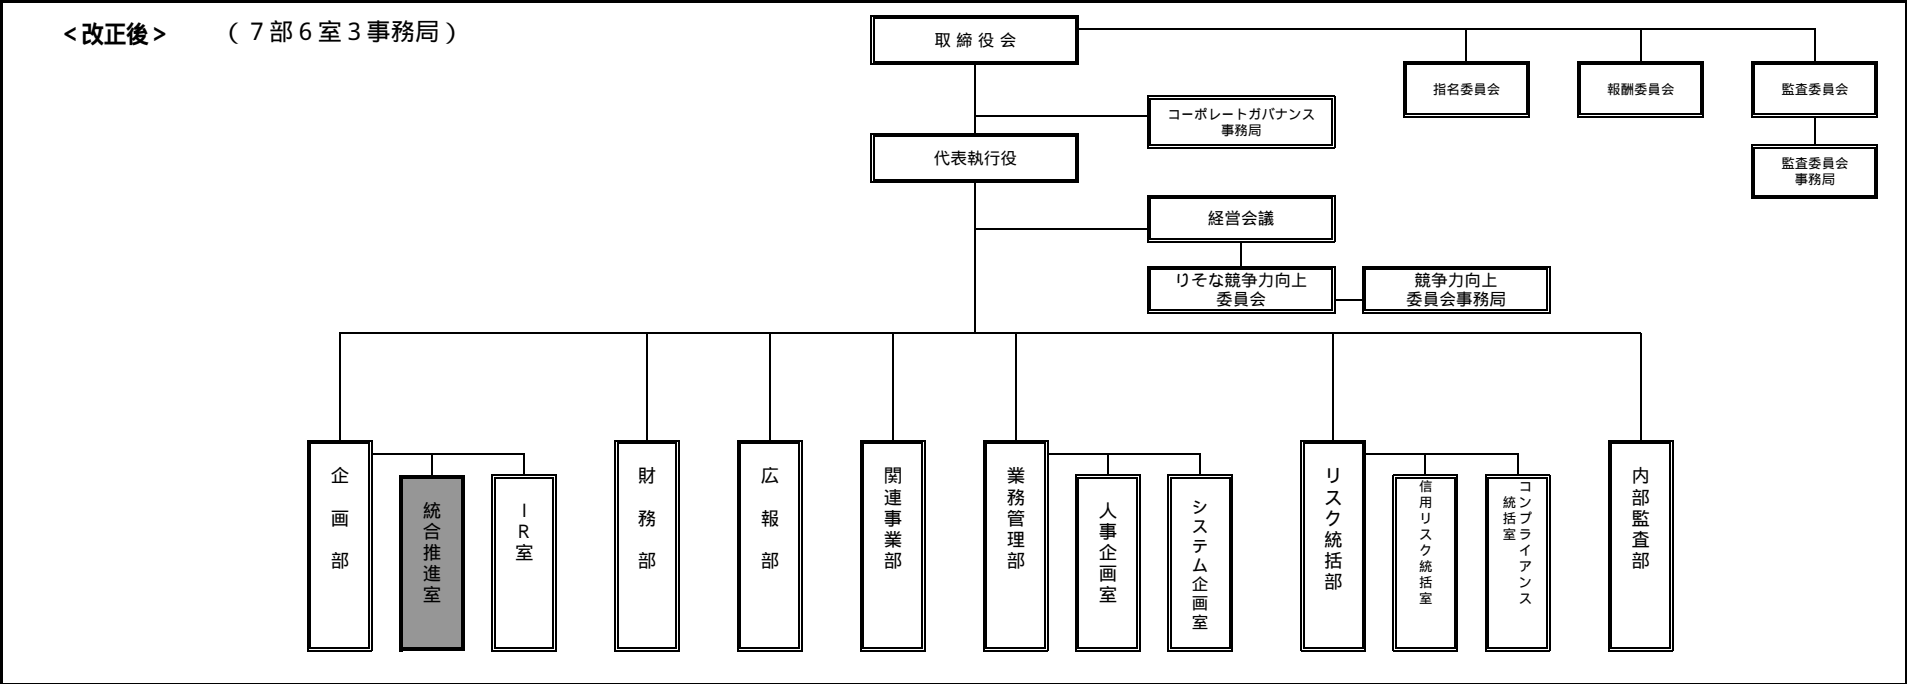 <改正後>　（７部６室３事務局）
取締役会
指名委員会
報酬委員会
監査委員会
コーポレートガバナンス
事務局
代表執行役
監査委員会
事務局
経営会議
りそな競争力向上
委員会
競争力向上
委員会事務局
企画部
統合推進室
ＩＲ室
財務部
広報部
関連事業部
業務管理部
人事企画室
システム企画室
リスク統括部
信用リスク統括室
コンプライアンス
統括室
内部監査部